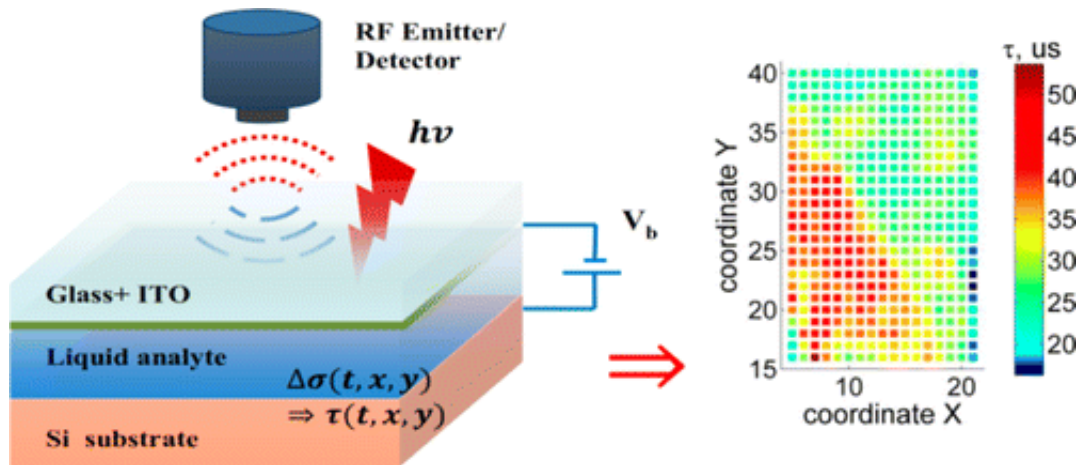 RF Emitter/
Detector
hν
V_b
Glass+ ITO
Liquid analyte
Δσ(t, x, y)
⇒ τ(t, x, y)
Si substrate
τ, us
40
35
30
25
20
15
coordinate Y
10
20
coordinate X
50
45
40
35
30
25
20